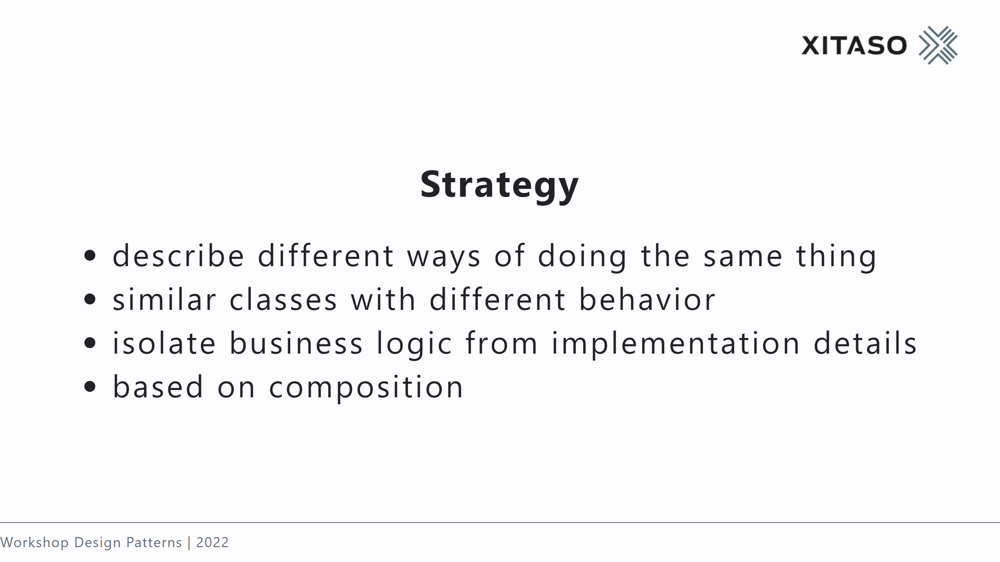 XITASO
Strategy
• describe different ways of doing the same thing
• similar classes with different behavior
• isolate business logic from implementation details
• based on composition
Workshop Design Patterns | 2022